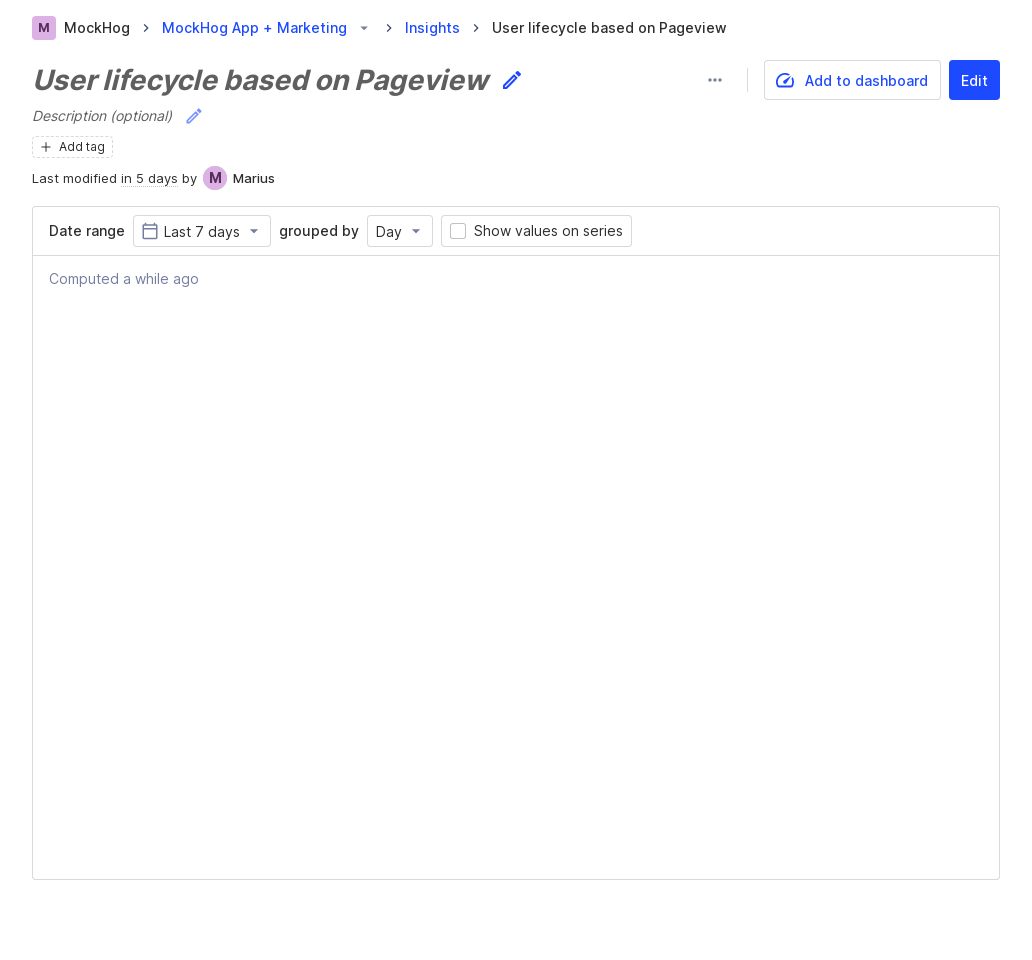 M MockHog MockHog App + Marketing Insights User lifecycle based on Pageview
User lifecycle based on Pageview
Add to dashboard Edit
Description (optional)
Add tag
Last modified in 5 days by M Marius
Date range Last 7 days grouped by Day Show values on series
Computed a while ago